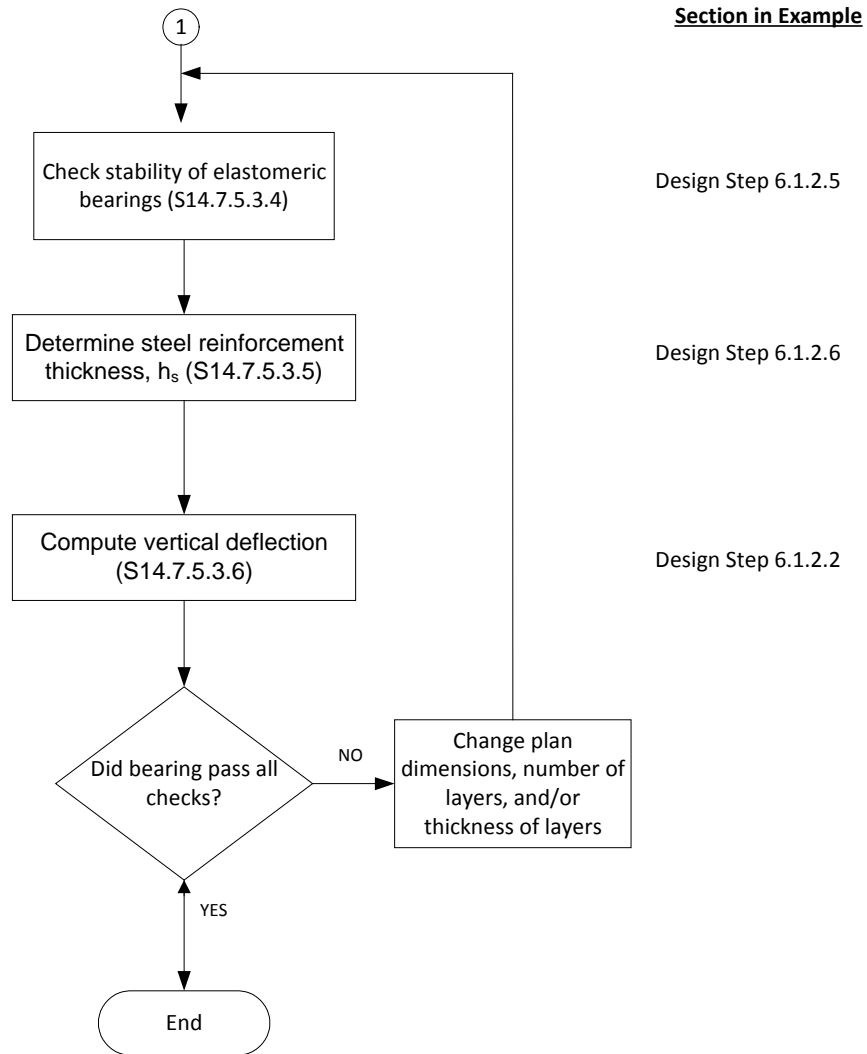 1
Section in Example
Check stability of elastomeric
bearings (S14.7.5.3.4)
Design Step 6.1.2.5
Determine steel reinforcement
thickness, hs (S14.7.5.3.5)
Design Step 6.1.2.6
Compute vertical deflection
(S14.7.5.3.6)
Design Step 6.1.2.2
Did bearing pass all
checks?
NO
Change plan
dimensions, number of
layers, and/or
thickness of layers
YES
End